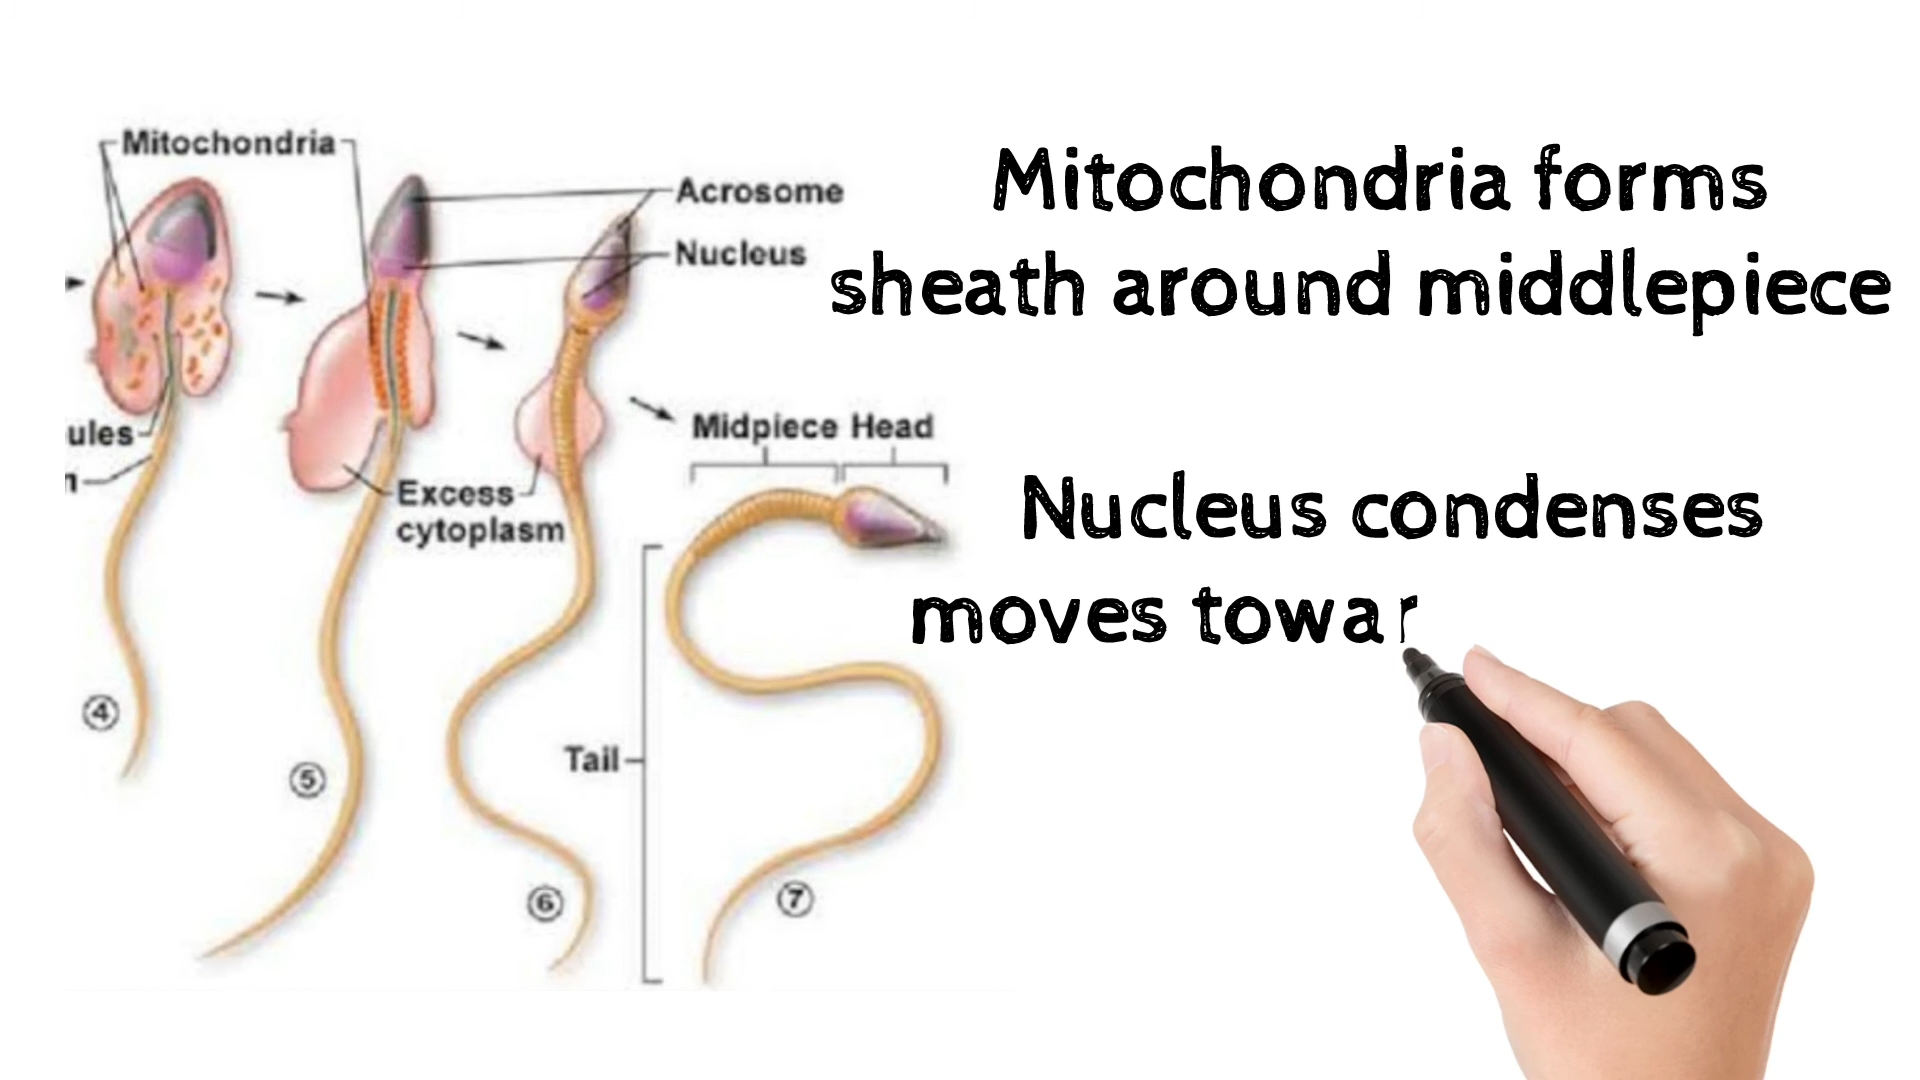 Mitochondria
Acrosome
Nucleus
ules
n
Excess
cytoplasm
Midpiece Head
Tail
④
⑤
⑥
⑦
Mitochondria forms
sheath around middlepiece
Nucleus condenses
moves towar